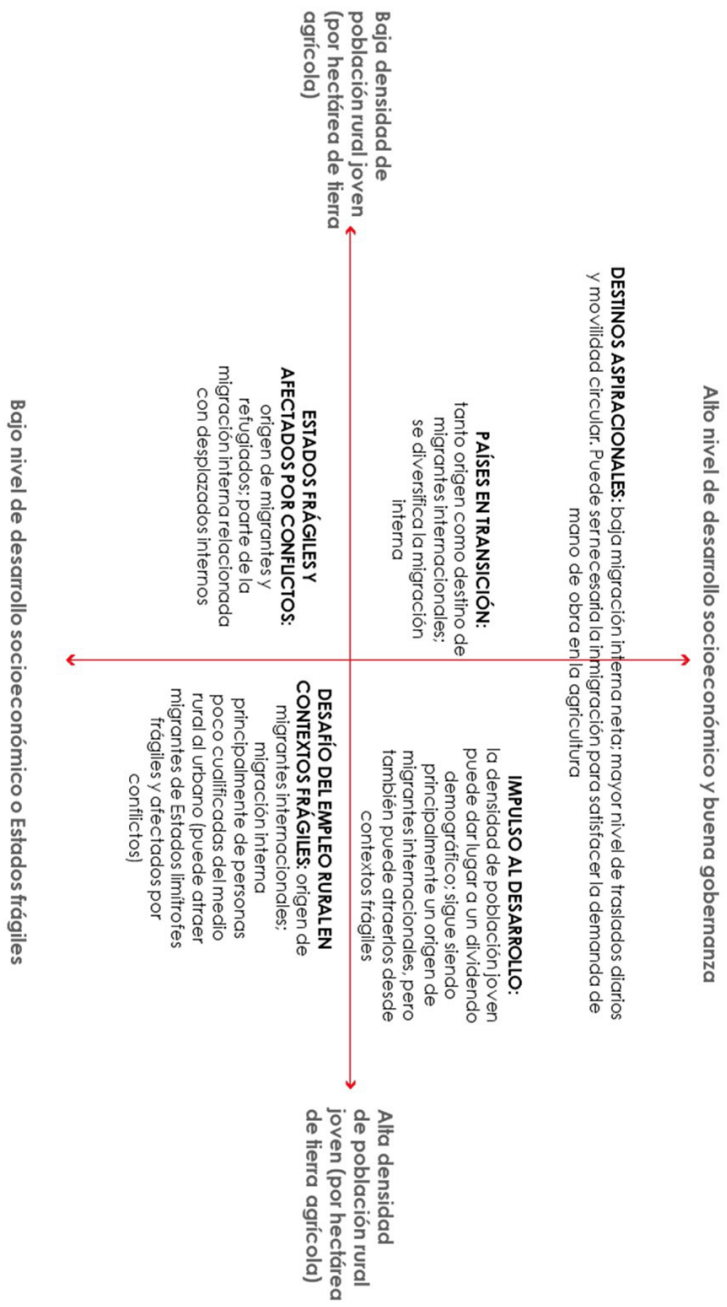 Alto nivel de desarrollo socioeconómico y buena gobernanza
DESTINOS ASPIRACIONALES: baja migración interna neta; mayor nivel de traslados diarios
y movilidad circular. Puede ser necesaria la inmigración para satisfacer la demanda de
mano de obra en la agricultura
PAÍSES EN TRANSICIÓN:
tanto origen como destino de
migrantes internacionales;
se diversifica la migración
interna
IMPULSO AL DESARROLLO:
la densidad de población joven
puede dar lugar a un dividendo
demográfico; sigue siendo
principalmente un origen de
migrantes internacionales, pero
también puede atraerlos desde
contextos frágiles
Baja densidad de
población rural joven
(por hectárea de tierra
agrícola)
Alta densidad
de población rural
joven (por hectárea
de tierra agrícola)
ESTADOS FRÁGILES Y
AFECTADOS POR CONFLICTOS:
origen de migrantes y
refugiados; parte de la
migración interna relacionada
con desplazados internos
DESAFÍO DEL EMPLEO RURAL EN
CONTEXTOS FRÁGILES: origen de
migrantes internacionales;
migración interna
principalmente de personas
poco cualificadas del medio
rural al urbano (puede atraer
migrantes de Estados limítrofes
frágiles y afectados por
conflictos)
Bajo nivel de desarrollo socioeconómico o Estados frágiles